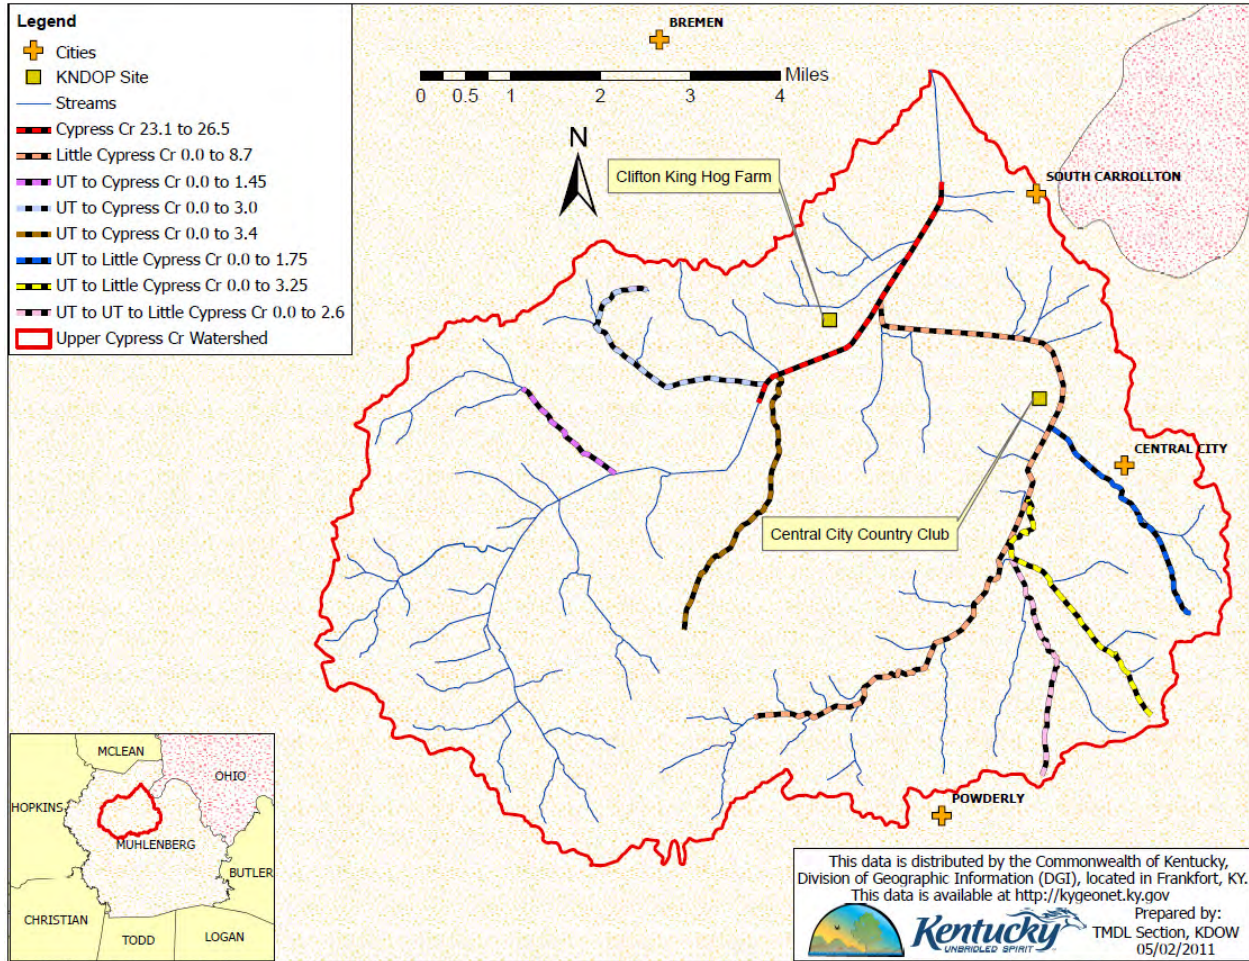 Legend
Cities
KNDOP Site
Streams
Cypress Cr 23.1 to 26.5
Little Cypress Cr 0.0 to 8.7
UT to Cypress Cr 0.0 to 1.45
UT to Cypress Cr 0.0 to 3.0
UT to Cypress Cr 0.0 to 3.4
UT to Little Cypress Cr 0.0 to 1.75
UT to Little Cypress Cr 0.0 to 3.25
UT to UT to Little Cypress Cr 0.0 to 2.6
Upper Cypress Cr Watershed
BREMEN
Miles
0 0.5 1 2 3 4
N
Clifton King Hog Farm
SOUTH CARROLLTON
CENTRAL CITY
Central City Country Club
POWDERLY
MCLEAN
OHIO
HOPKINS
MUHLENBERG
BUTLER
CHRISTIAN
TODD
LOGAN
This data is distributed by the Commonwealth of Kentucky,
Division of Geographic Information (DGI), located in Frankfort, KY.
This data is available at http://kygeonet.ky.gov
Kentucky
UNBRIDLED SPIRIT
Prepared by:
TMDL Section, KDOW
05/02/2011